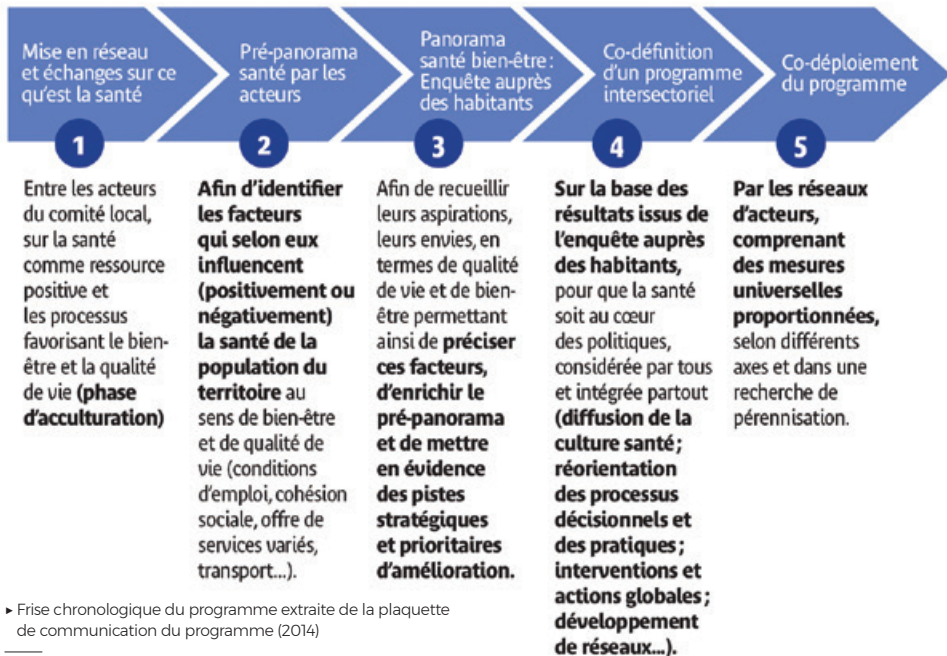 Mise en réseau
et échanges sur ce
qu'est la santé
1
Entre les acteurs
du comité local,
sur la santé
comme ressource
positive et
les processus
favorisant le bien-
être et la qualité
de vie (phase
d'acculturation)
Pré-panorama
santé par les
acteurs
2
Afin d'identifier
les facteurs
qui selon eux
influencent
(positivement ou
négativement)
la santé de la
population du
territoire au
sens de bien-être
et de qualité de
vie (conditions
d'emploi, cohésion
sociale, offre de
services variés,
transport...).
Panorama
santé bien-être :
Enquête auprès
des habitants
3
Afin de recueillir
leurs aspirations,
leurs envies, en
termes de qualité
de vie et de bien-
être permettant
ainsi de préciser
ces facteurs,
d'enrichir le
pré-panorama
et de mettre
en évidence
des pistes
stratégiques
et prioritaires
d'amélioration.
Co-définition
d'un programme
intersectoriel
4
Sur la base des
résultats issus de
l'enquête auprès
des habitants,
pour que la santé
soit au cœur
des politiques,
considérée par tous
et intégrée partout
(diffusion de la
culture santé ;
réorientation
des processus
décisionnels et
des pratiques ;
interventions et
actions globales ;
développement
de réseaux...).
Co-déploiement
du programme
5
Par les réseaux
d'acteurs,
comprenant
des mesures
universelles
proportionnées,
selon différents
axes et dans une
recherche de
pérennisation.
▸ Frise chronologique du programme extraite de la plaquette
de communication du programme (2014)